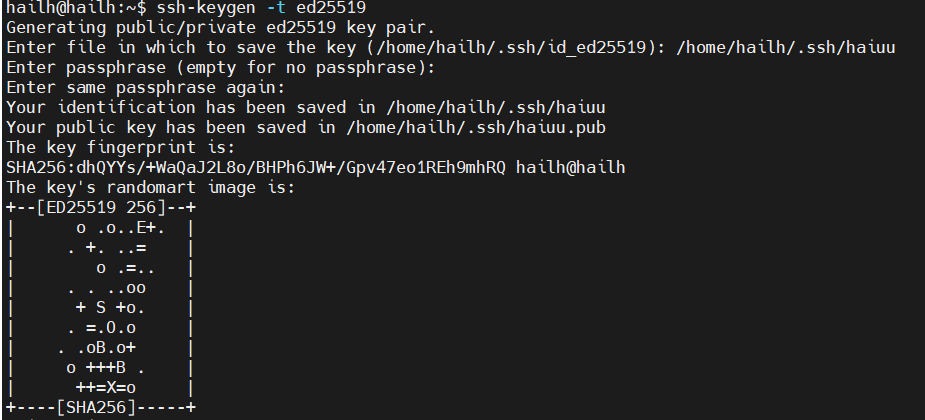 hailh@hailh:~$ ssh-keygen -t ed25519
Generating public/private ed25519 key pair.
Enter file in which to save the key (/home/hailh/.ssh/id_ed25519): /home/hailh/.ssh/haiuu
Enter passphrase (empty for no passphrase):
Enter same passphrase again:
Your identification has been saved in /home/hailh/.ssh/haiuu
Your public key has been saved in /home/hailh/.ssh/haiuu.pub
The key fingerprint is:
SHA256:dhQYYs/+WaQaJ2L8o/BHPh6JW+/Gpv47eo1REh9mhRQ hailh@hailh
The key's randomart image is:
+--[ED25519 256]--+
|      o .o..E+.  |
|     . +. ..=    |
|        o .=..   |
|     . . ..oo    |
|      + S +o.    |
|     . =.O.o     |
|    . .oB.o+     |
|     o +++B .    |
|      ++=X=o     |
+----[SHA256]-----+